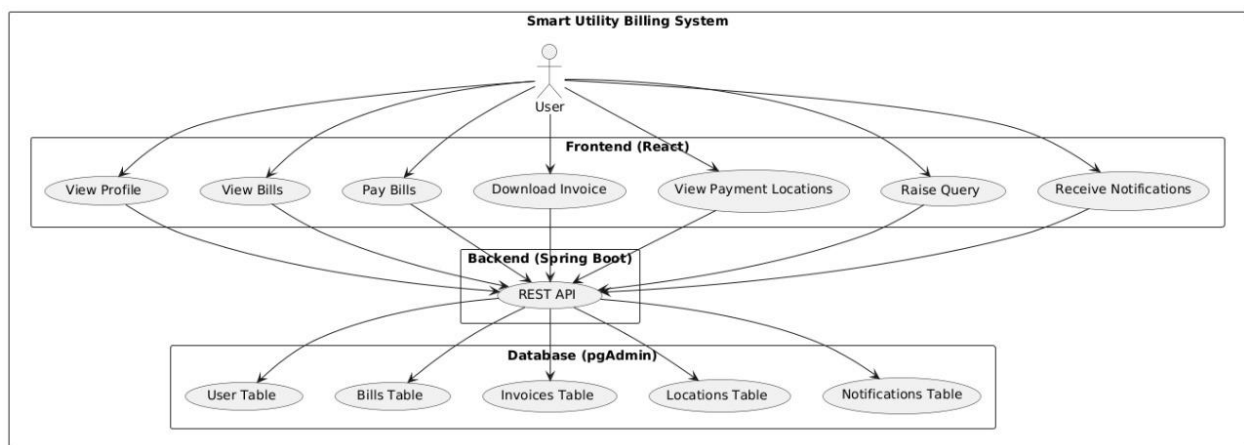 Smart Utility Billing System
User
Frontend (React)
View Profile
View Bills
Pay Bills
Download Invoice
View Payment Locations
Raise Query
Receive Notifications
Backend (Spring Boot)
REST API
Database (pgAdmin)
User Table
Bills Table
Invoices Table
Locations Table
Notifications Table